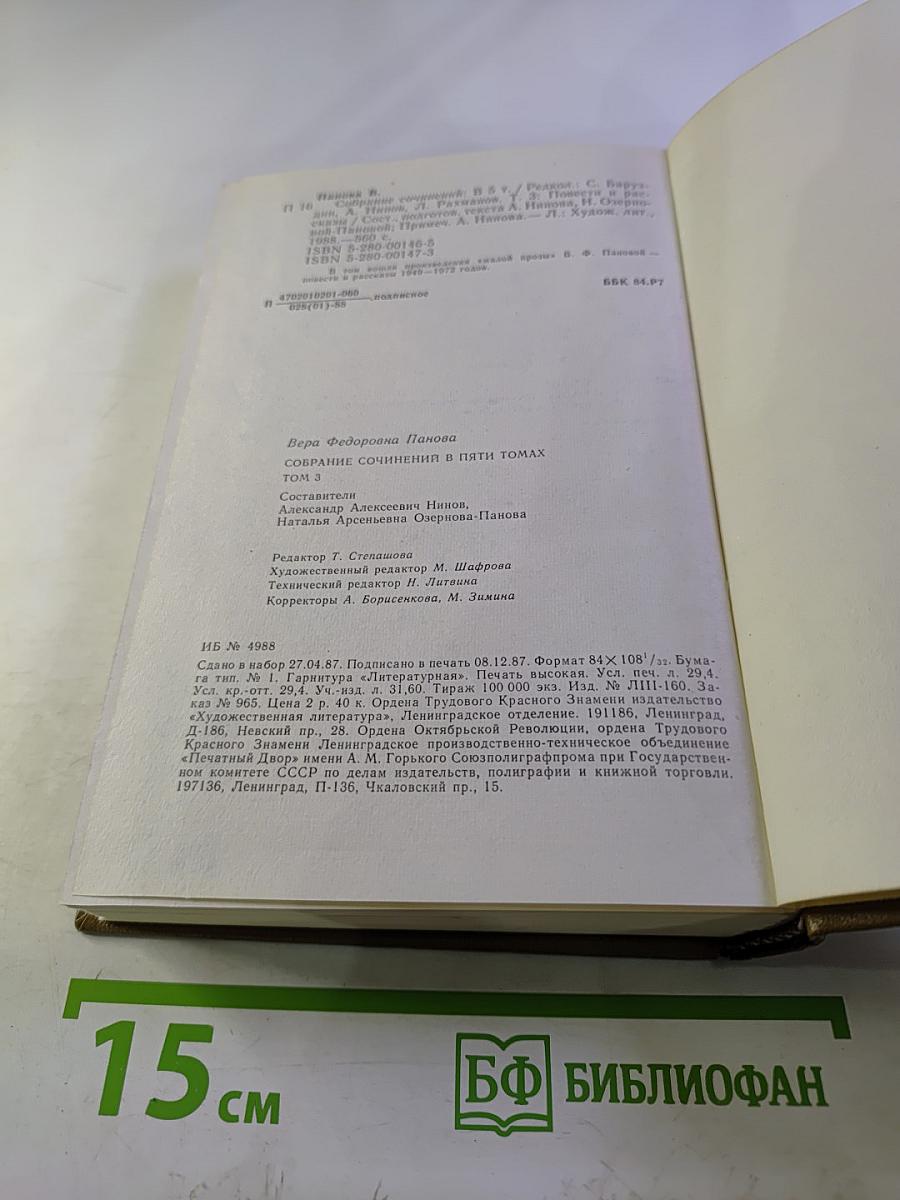 Панова В.
П 16 Собрание сочинений: В 5 т. / Редкол.: С. Баруз-
дин, А. Нинов, Л. Рахманов. Т. 3: Повести и рас-
сказы / Сост., подготов. текста А. Нинова, Н. Озерно-
вой-Пановой; Примеч. А. Нинова.— Л.: Худож. лит.,
1988.—560 с.
ISBN 5-280-00146-5
ISBN 5-280-00147-3
В том вошли произведения «малой прозы» В. Ф. Пановой —
повести и рассказы 1940—1972 годов.
П 4702010201-060 подписное
028(01)-88
ББК 84.Р7
Вера Федоровна Панова
СОБРАНИЕ СОЧИНЕНИЙ В ПЯТИ ТОМАХ
ТОМ 3
Составители
Александр Алексеевич Нинов,
Наталья Арсеньевна Озернова-Панова
Редактор Т. Степашова
Художественный редактор М. Шафрова
Технический редактор Н. Литвина
Корректоры А. Борисенкова, М. Зимина
ИБ № 4988
Сдано в набор 27.04.87. Подписано в печать 08.12.87. Формат 84×108¹/₃₂. Бума-
га тип. № 1. Гарнитура «Литературная». Печать высокая. Усл. печ. л. 29,4.
Усл. кр.-отт. 29,4. Уч.-изд. л. 31,60. Тираж 100 000 экз. Изд. № ЛIII-160. За-
каз № 965. Цена 2 р. 40 к. Ордена Трудового Красного Знамени издательство
«Художественная литература», Ленинградское отделение. 191186, Ленинград,
Д-186, Невский пр., 28. Ордена Октябрьской Революции, ордена Трудового
Красного Знамени Ленинградское производственно-техническое объединение
«Печатный Двор» имени А. М. Горького Союзполиграфпрома при Государствен-
ном комитете СССР по делам издательств, полиграфии и книжной торговли.
197136, Ленинград, П-136, Чкаловский пр., 15.
15 см
БФ БИБЛИОФАН